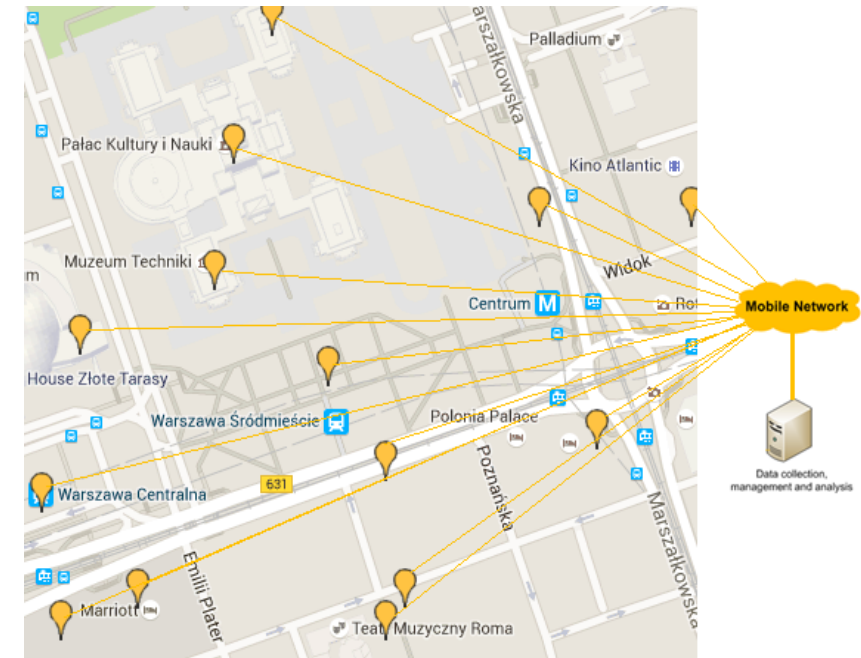 Marszałkowska
Palladium
Pałac Kultury i Nauki
Kino Atlantic
m
Muzeum Techniki
Widok
Centrum M
Rot
Mobile Network
House Złote Tarasy
Warszawa Śródmieście
Polonia Palace
631
Warszawa Centralna
Poznańska
Data collection,
management and analysis
Marszałkowska
Emilii Plater
Marriott
Teatr Muzyczny Roma